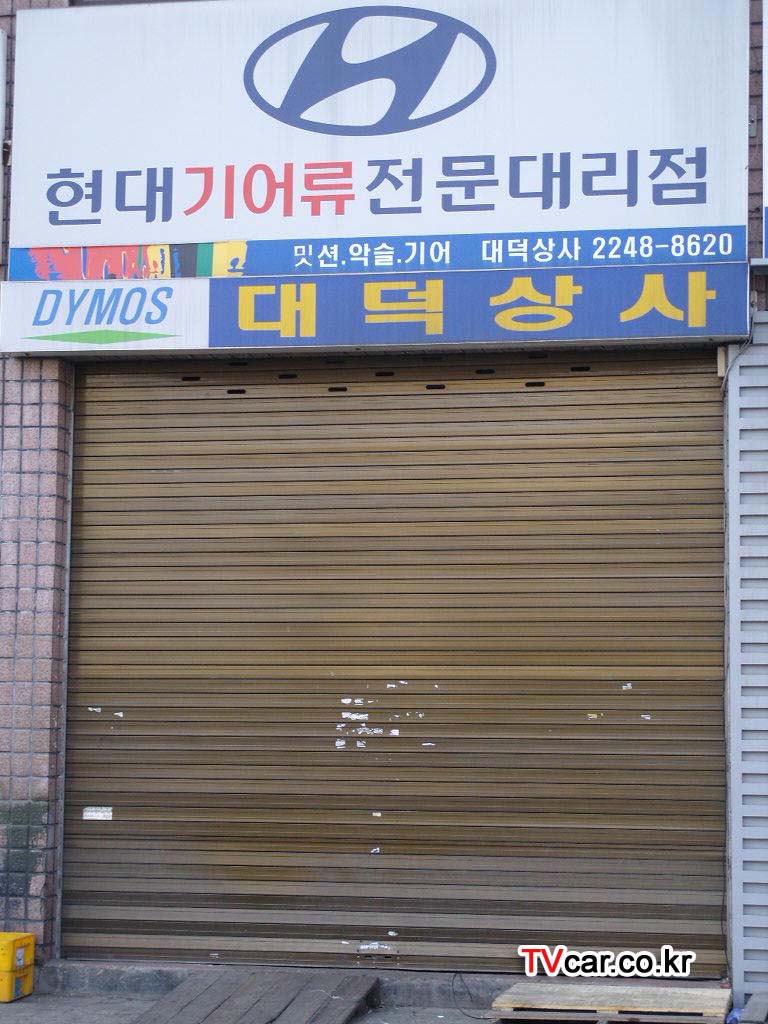 현대기어류전문대리점
밋션.악슬.기어 대덕상사 2248-8620
DYMOS 대덕상사
TVcar.co.kr